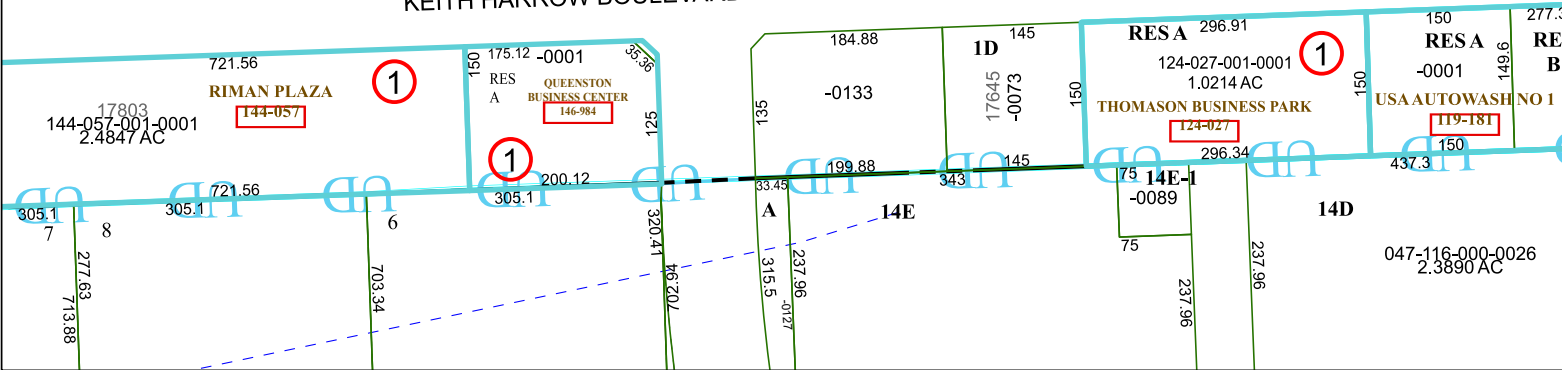 KEITH HARROW BOULEVARD
721.56
RIMAN PLAZA
144-057
17803
144-057-001-0001
2.4847 AC
1
721.56
150
175.12
-0001
35.36
RES
A
QUEENSTON
BUSINESS CENTER
146-984
125
1
200.12
305.1
305.1
305.1
184.88
135
-0133
199.88
145
1D
17645
-0073
150
145
343
33.45
RES A
296.91
1
124-027-001-0001
1.0214 AC
THOMASON BUSINESS PARK
124-027
296.34
150
150
RES A
-0001
149.6
USA AUTOWASH NO 1
119-181
150
437.3
RE
B
7
8
6
277.63
713.88
703.34
320.41
702.94
A
315.5
237.96
-0127
14E
75
14E-1
-0089
75
237.96
237.96
14D
047-116-000-0026
2.3890 AC